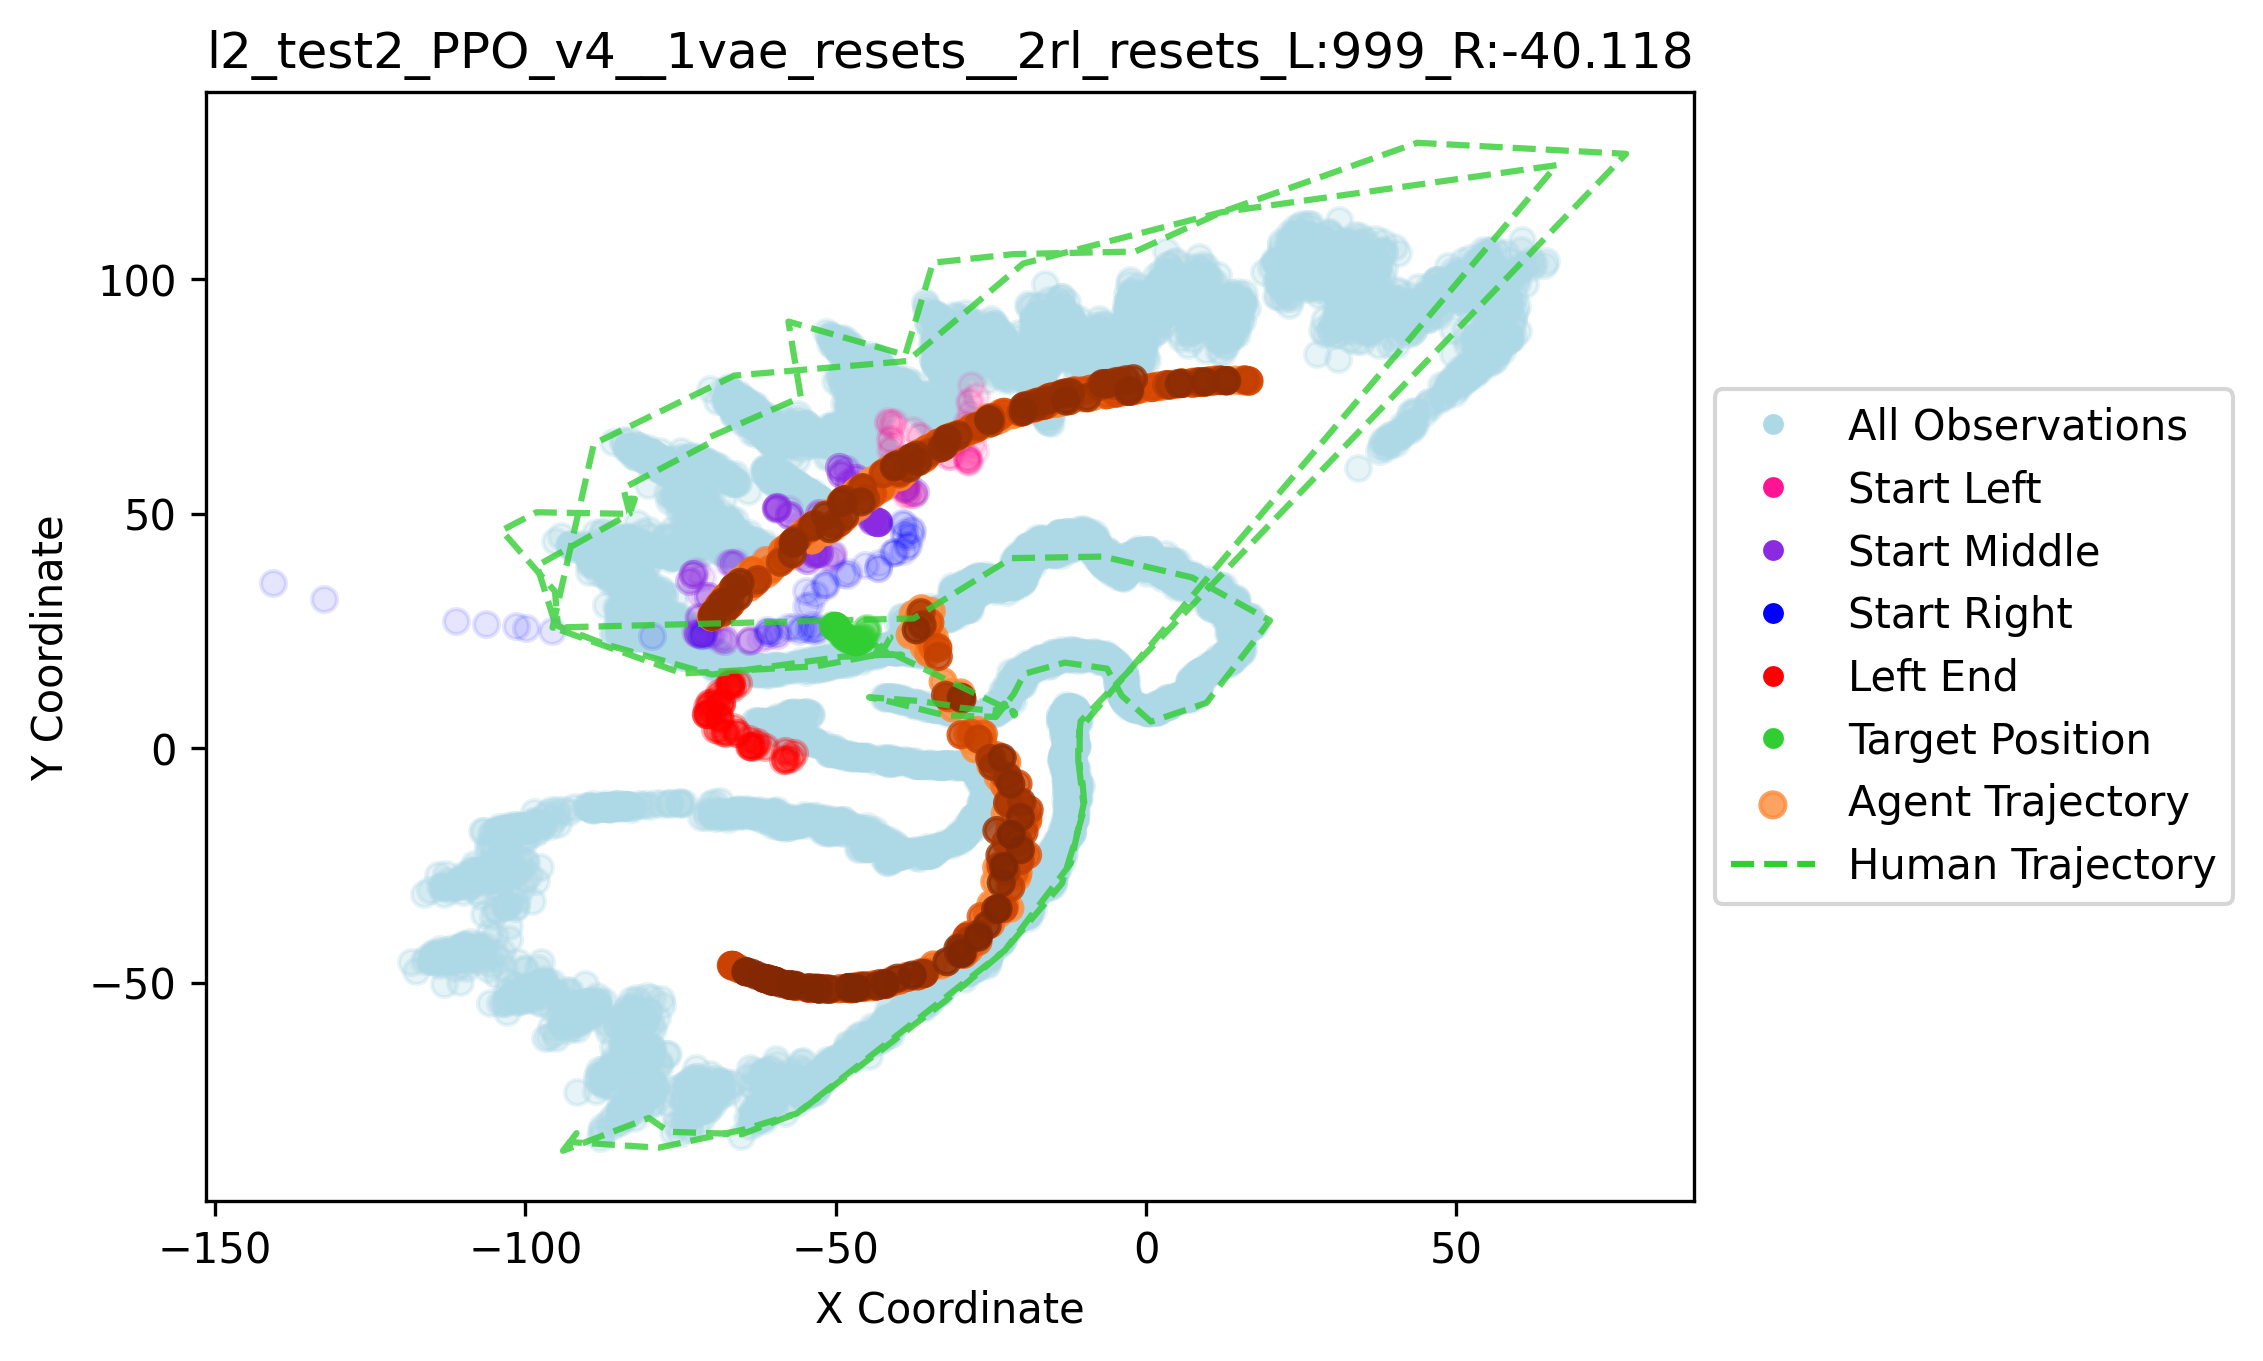 l2_test2_PPO_v4__1vae_resets__2rl_resets_L:999_R:-40.118
Y Coordinate
100
50
0
−50
−150
−100
−50
0
50
X Coordinate
All Observations
Start Left
Start Middle
Start Right
Left End
Target Position
Agent Trajectory
Human Trajectory